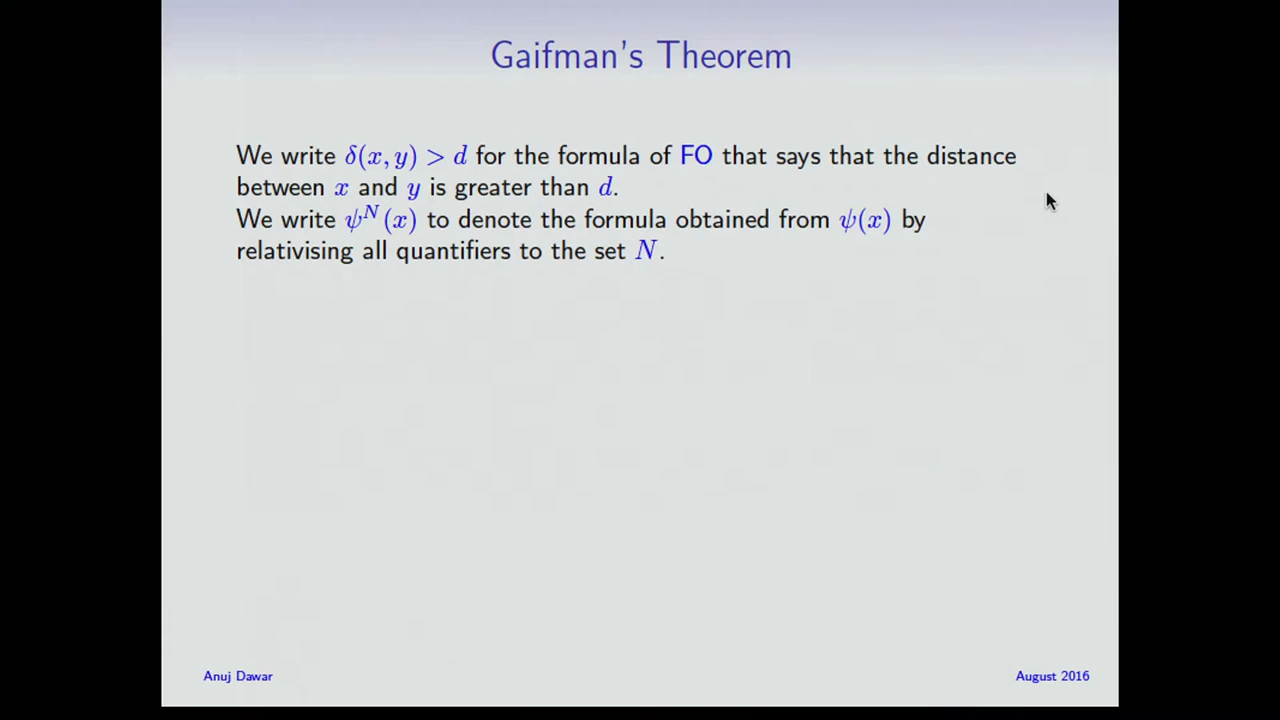 Gaifman's Theorem
We write δ(x, y) > d for the formula of FO that says that the distance
between x and y is greater than d.
We write ψ^N(x) to denote the formula obtained from ψ(x) by
relativising all quantifiers to the set N.
Anuj Dawar
August 2016